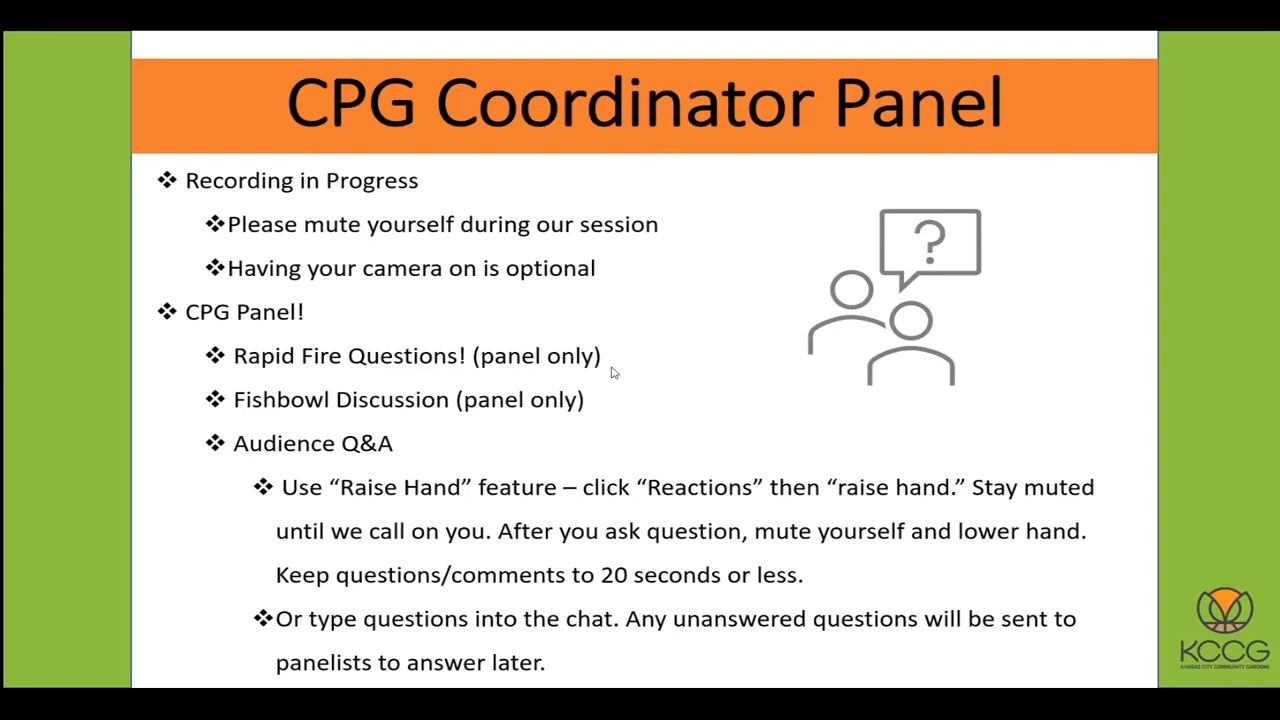 CPG Coordinator Panel
❖ Recording in Progress
❖Please mute yourself during our session
❖Having your camera on is optional
❖ CPG Panel!
❖ Rapid Fire Questions! (panel only)
❖ Fishbowl Discussion (panel only)
❖ Audience Q&A
❖ Use “Raise Hand” feature – click “Reactions” then “raise hand.” Stay muted
until we call on you. After you ask question, mute yourself and lower hand.
Keep questions/comments to 20 seconds or less.
❖Or type questions into the chat. Any unanswered questions will be sent to
panelists to answer later.
?
KCCG
KANSAS CITY COMMUNITY GARDENS